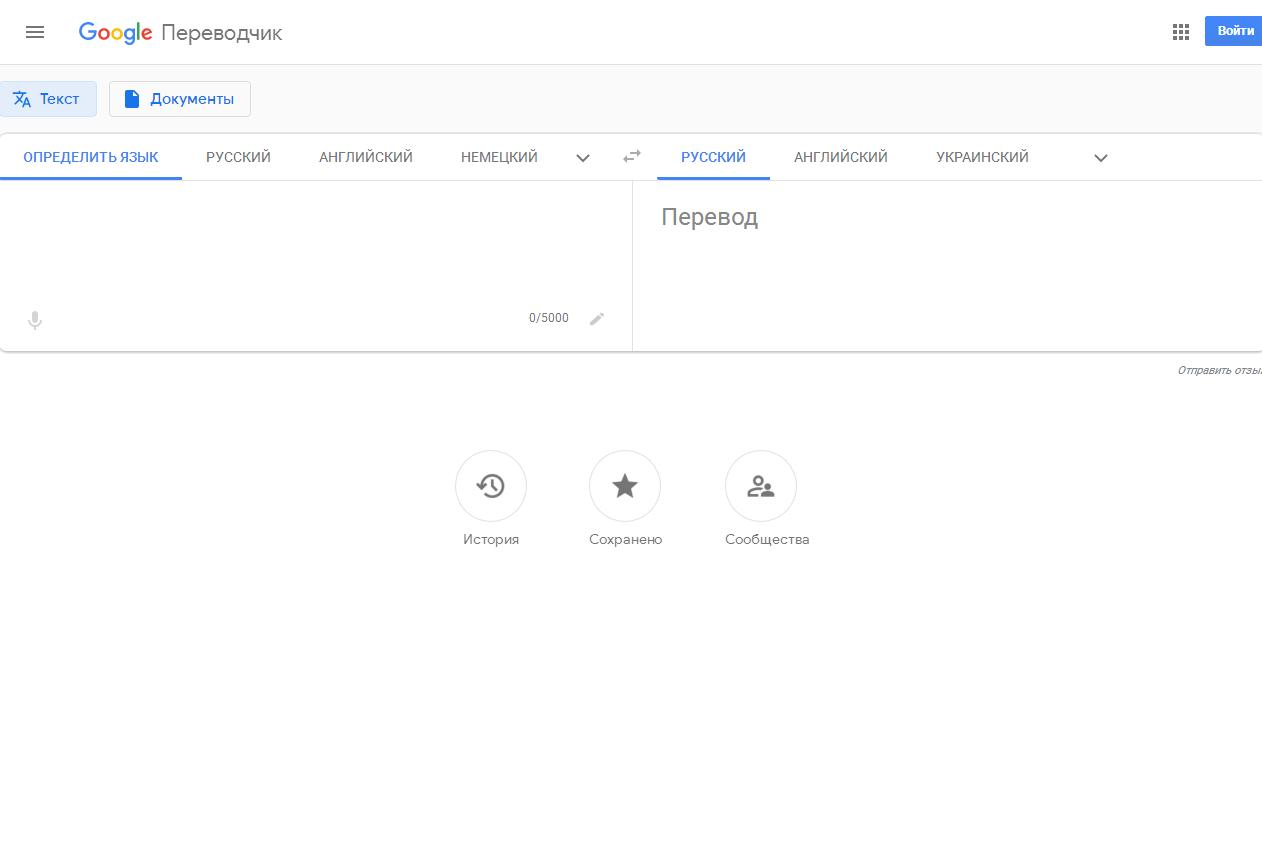 Google Переводчик
Войти
Текст
Документы
ОПРЕДЕЛИТЬ ЯЗЫК РУССКИЙ АНГЛИЙСКИЙ НЕМЕЦКИЙ
РУССКИЙ АНГЛИЙСКИЙ УКРАИНСКИЙ
Перевод
0/5000
Отправить
История
Сохранено
Сообщества